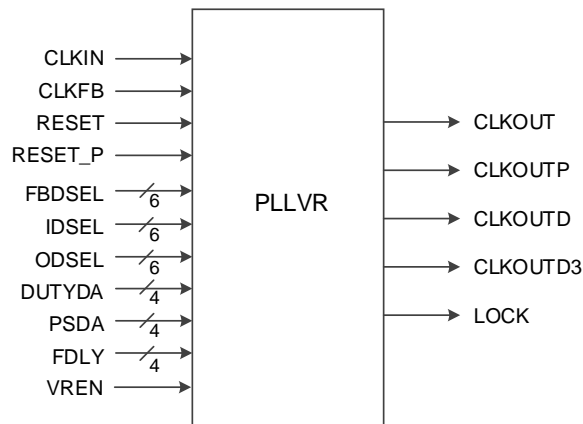 CLKIN
CLKFB
RESET
RESET_P
FBDSEL
6
IDSEL
6
ODSEL
6
DUTYDA
4
PSDA
4
FDLY
4
VREN
PLLVR
CLKOUT
CLKOUTP
CLKOUTD
CLKOUTD3
LOCK